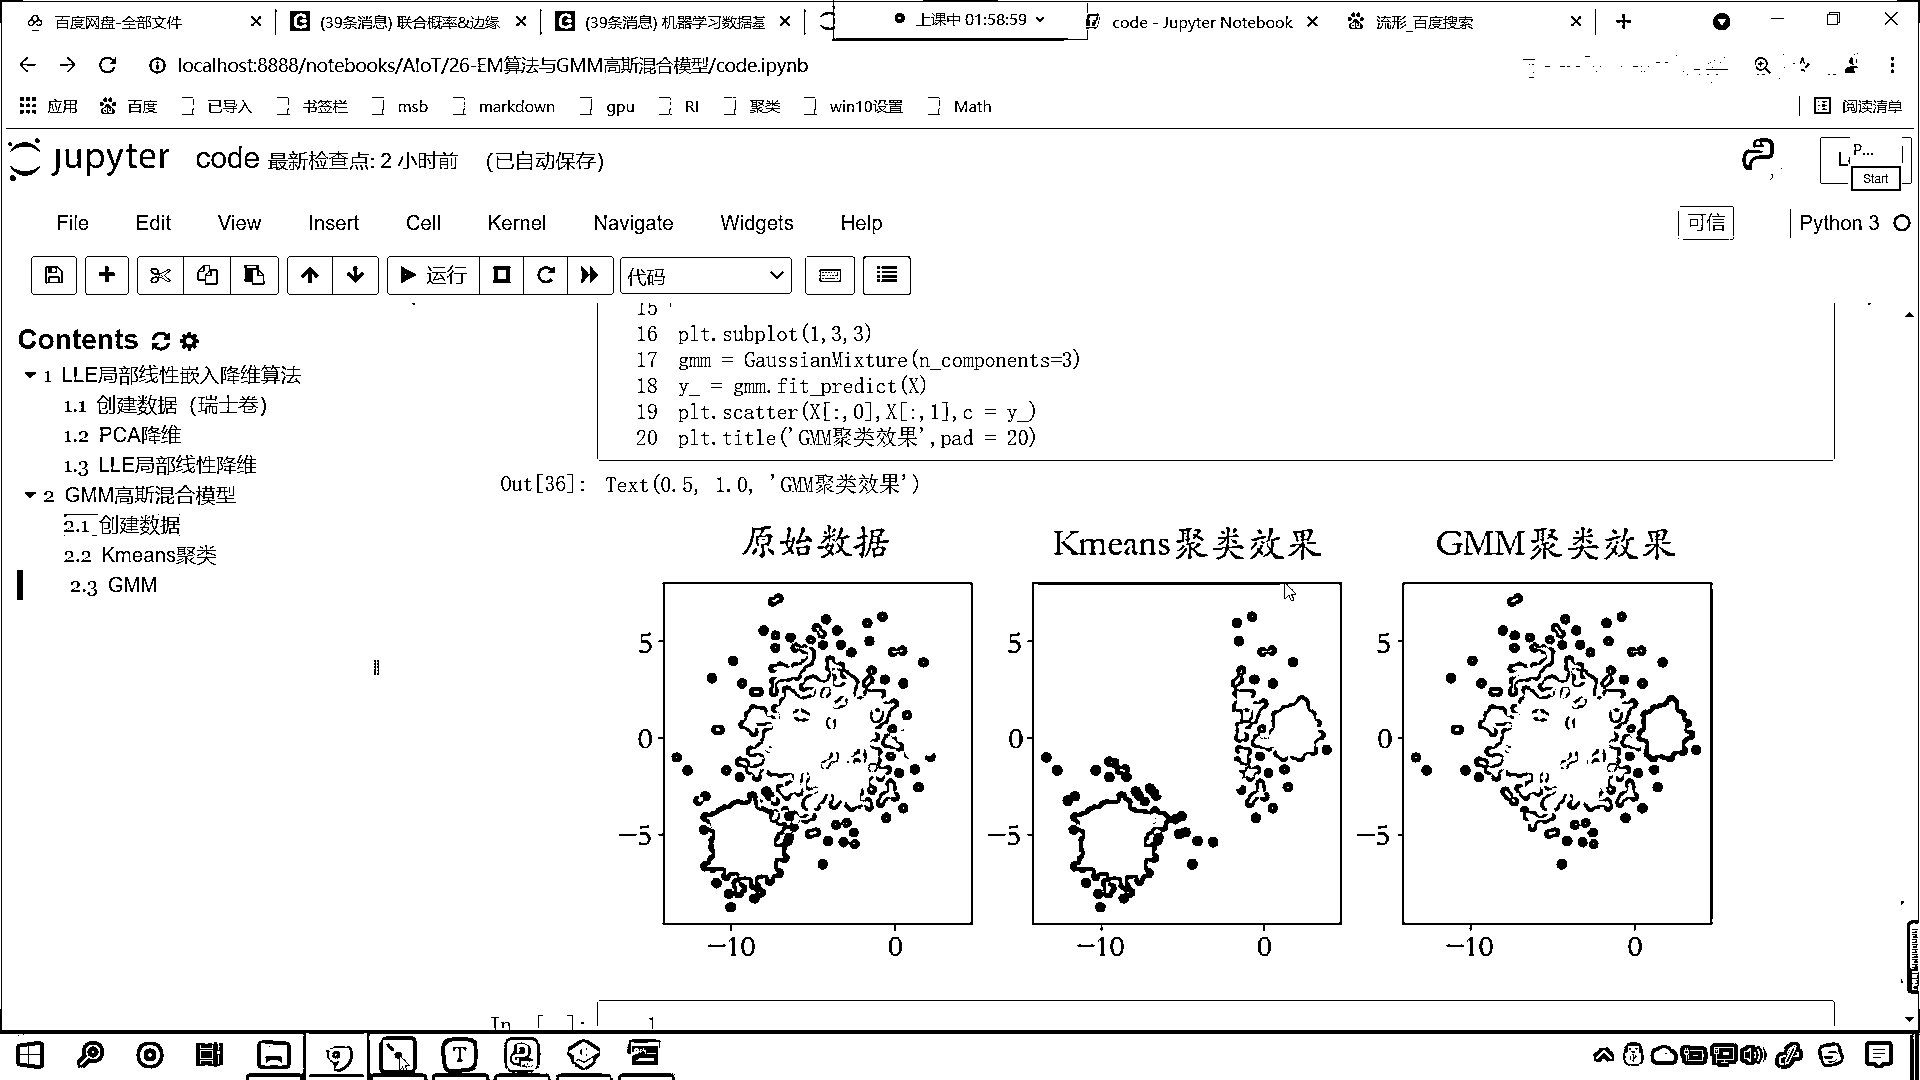 百度网盘-全部文件
(39条消息) 联合概率&边缘
(39条消息) 机器学习数据基
上课中 01:58:59
code - Jupyter Notebook
流形_百度搜索
localhost:8888/notebooks/AIoT/26-EM算法与GMM高斯混合模型/code.ipynb
应用
百度
已导入
书签栏
msb
markdown
gpu
RI
聚类
win10设置
Math
阅读清单
jupyter code 最新检查点: 2 小时前 (已自动保存)
P...
Start
File Edit View Insert Cell Kernel Navigate Widgets Help
可信
Python 3
运行
代码
Contents
1 LLE局部线性嵌入降维算法
1.1 创建数据（瑞士卷）
1.2 PCA降维
1.3 LLE局部线性降维
2 GMM高斯混合模型
2.1 创建数据
2.2 Kmeans聚类
2.3 GMM
15
16 plt.subplot(1,3,3)
17 gmm = GaussianMixture(n_components=3)
18 y_ = gmm.fit_predict(X)
19 plt.scatter(X[:,0],X[:,1],c = y_)
20 plt.title('GMM聚类效果',pad = 20)
Out[36]: Text(0.5, 1.0, 'GMM聚类效果')
原始数据
5
0
−5
−10 0
Kmeans聚类效果
5
0
−5
−10 0
GMM聚类效果
5
0
−5
−10 0
In [ ]: 1